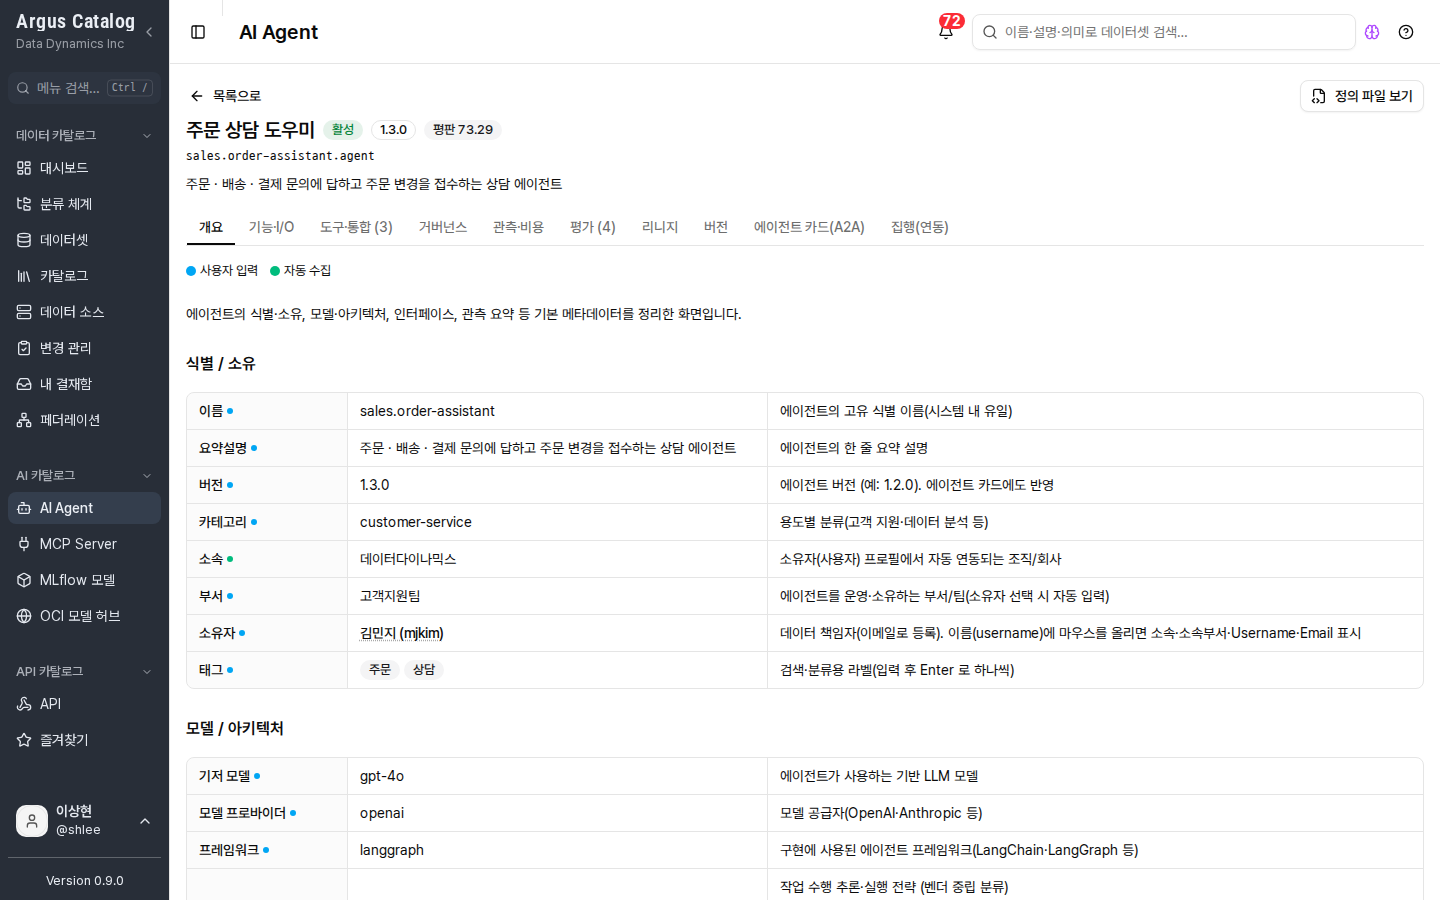 Argus Catalog
Data Dynamics Inc
메뉴 검색... Ctrl /
데이터 카탈로그
대시보드
분류 체계
데이터셋
카탈로그
데이터 소스
변경 관리
내 결재함
페더레이션
AI 카탈로그
AI Agent
MCP Server
MLflow 모델
OCI 모델 허브
API 카탈로그
API
즐겨찾기
이상현
@shlee
Version 0.9.0
AI Agent
72
이름·설명·의미로 데이터셋 검색...
목록으로
정의 파일 보기
주문 상담 도우미 활성 1.3.0 평판 73.29
sales.order-assistant.agent
주문 · 배송 · 결제 문의에 답하고 주문 변경을 접수하는 상담 에이전트
개요 기능·I/O 도구·통합 (3) 거버넌스 관측·비용 평가 (4) 리니지 버전 에이전트 카드(A2A) 집행(연동)
사용자 입력 자동 수집
에이전트의 식별·소유, 모델·아키텍처, 인터페이스, 관측 요약 등 기본 메타데이터를 정리한 화면입니다.
식별 / 소유
이름 sales.order-assistant 에이전트의 고유 식별 이름(시스템 내 유일)
요약설명 주문 · 배송 · 결제 문의에 답하고 주문 변경을 접수하는 상담 에이전트 에이전트의 한 줄 요약 설명
버전 1.3.0 에이전트 버전 (예: 1.2.0). 에이전트 카드에도 반영
카테고리 customer-service 용도별 분류(고객 지원·데이터 분석 등)
소속 데이터다이나믹스 소유자(사용자) 프로필에서 자동 연동되는 조직/회사
부서 고객지원팀 에이전트를 운영·소유하는 부서/팀(소유자 선택 시 자동 입력)
소유자 김민지 (mjkim) 데이터 책임자(이메일로 등록). 이름(username)에 마우스를 올리면 소속·소속부서·Username·Email 표시
태그 주문 상담 검색·분류용 라벨(입력 후 Enter 로 하나씩)
모델 / 아키텍처
기저 모델 gpt-4o 에이전트가 사용하는 기반 LLM 모델
모델 프로바이더 openai 모델 공급자(OpenAI·Anthropic 등)
프레임워크 langgraph 구현에 사용된 에이전트 프레임워크(LangChain·LangGraph 등)
작업 수행 추론·실행 전략 (벤더 중립 분류)